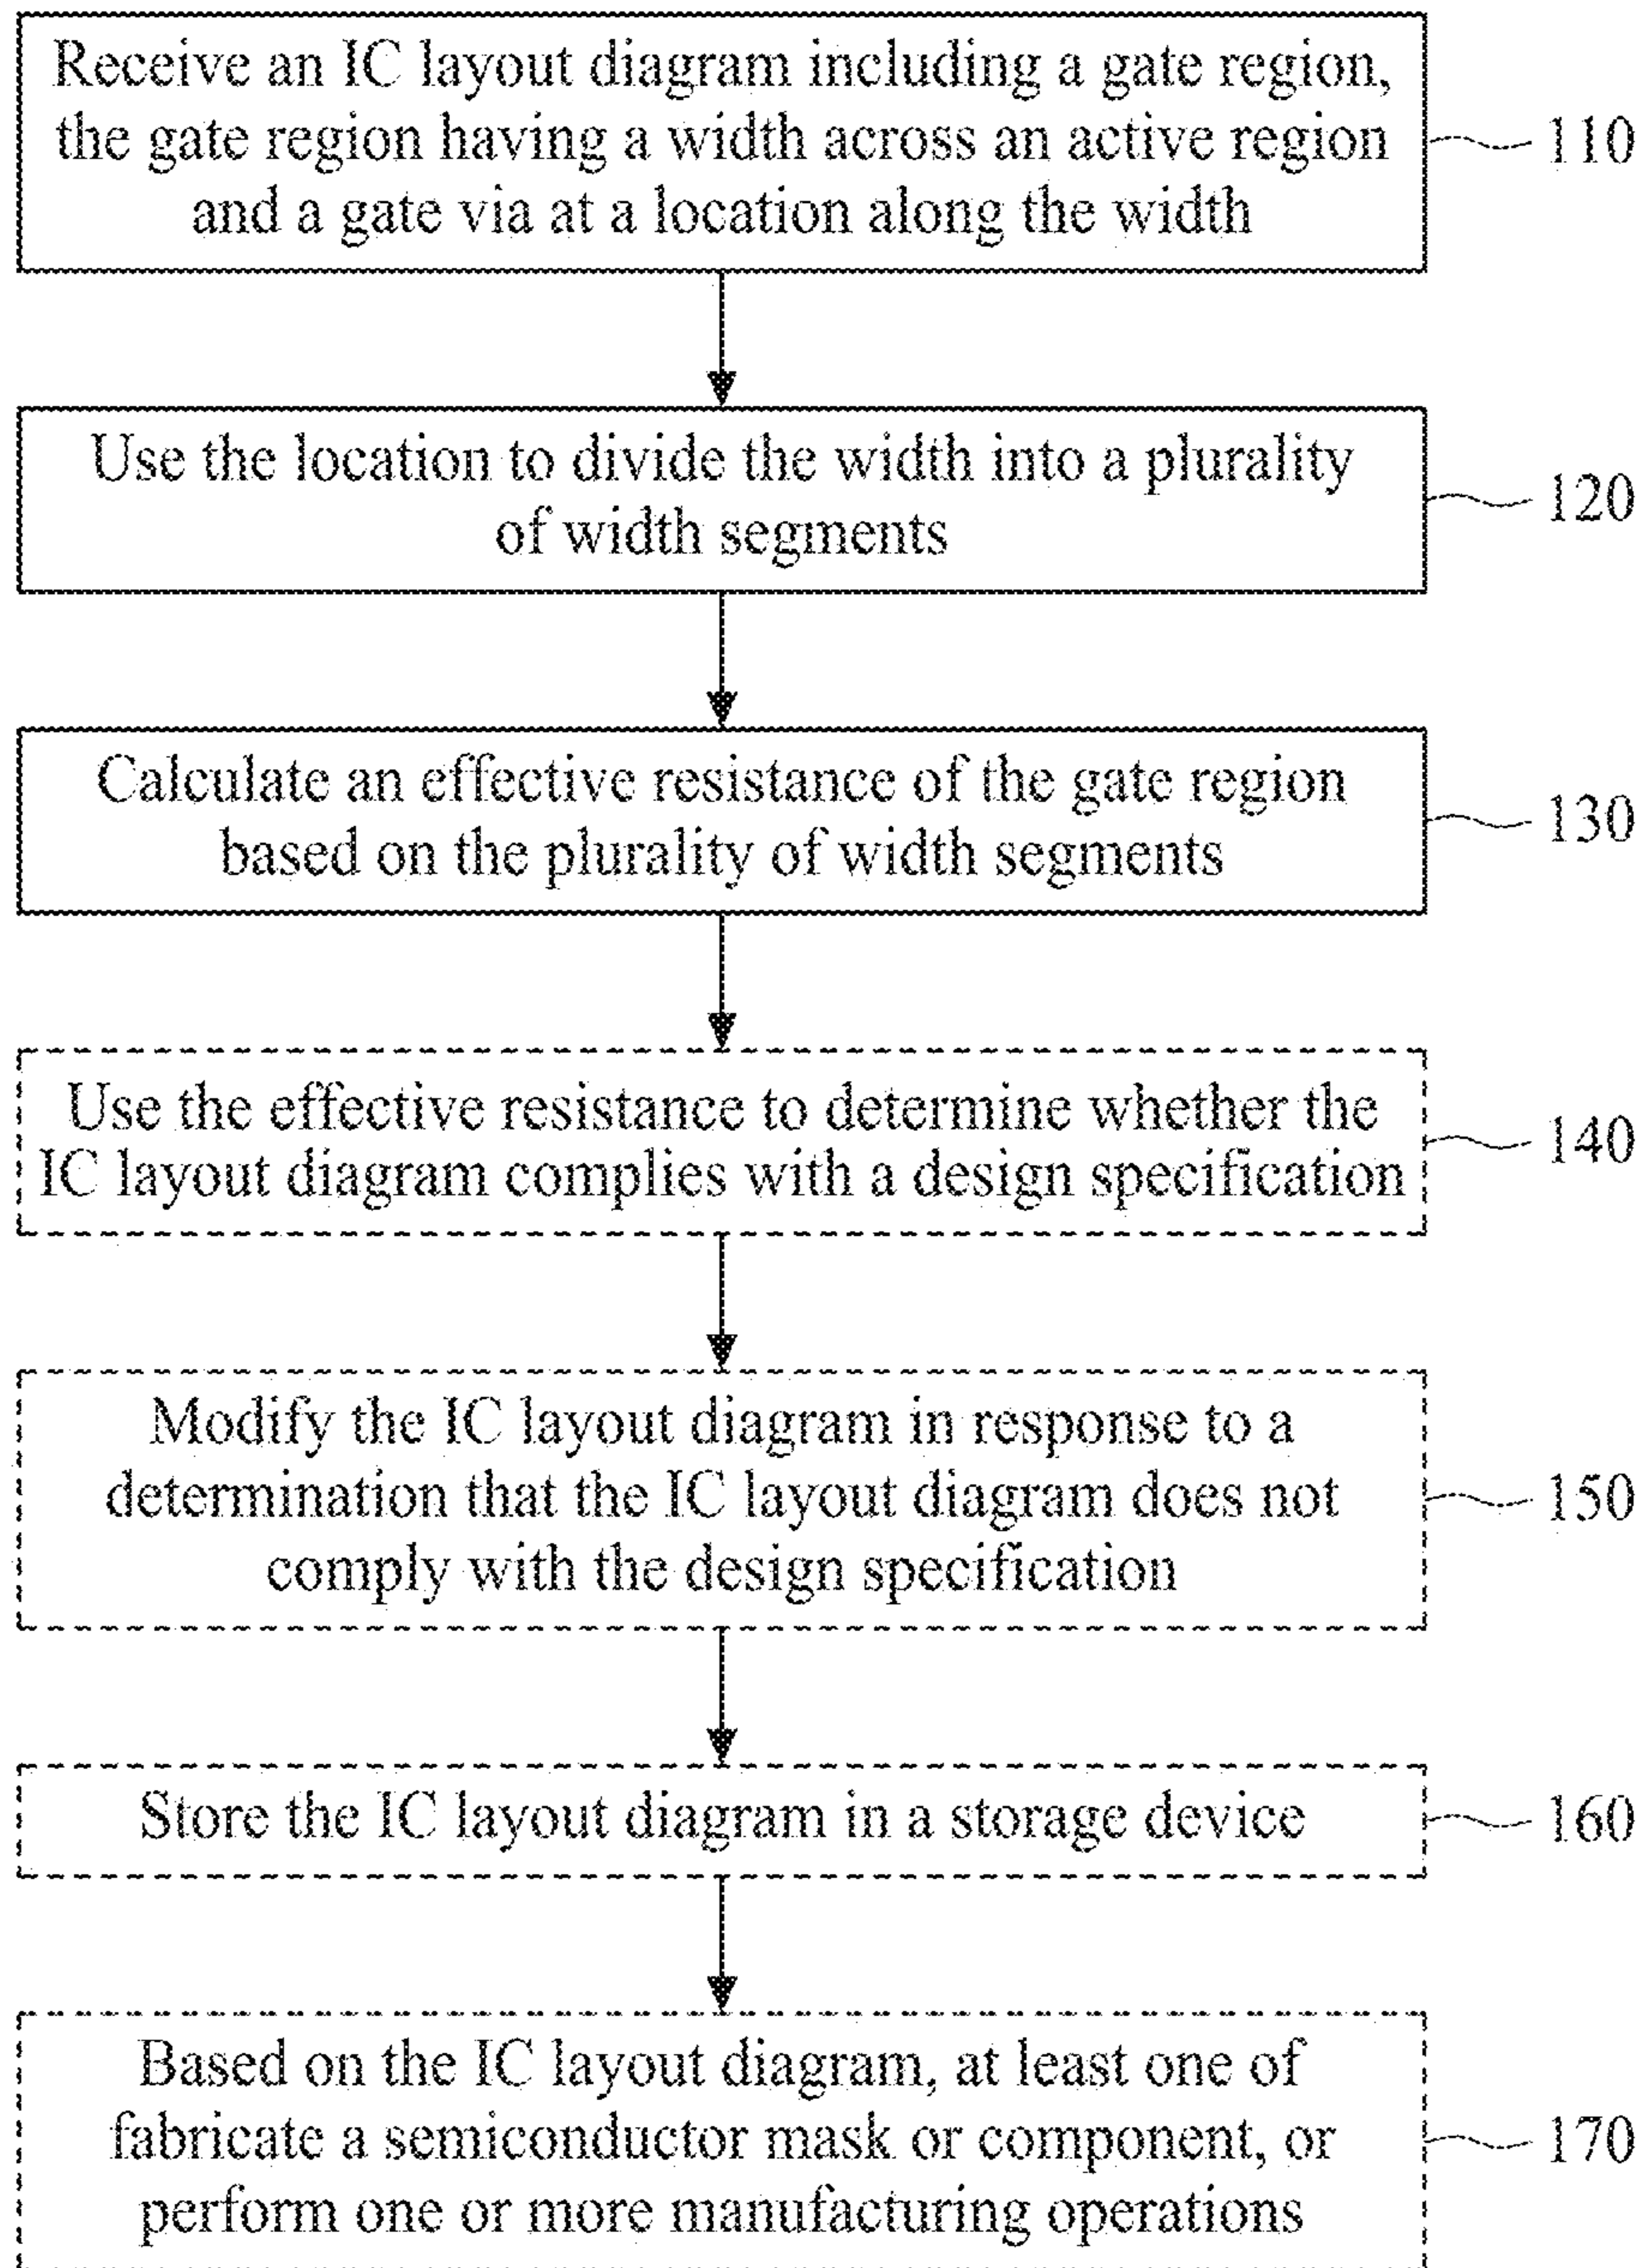 Receive an IC layout diagram including a gate region,
the gate region having a width across an active region
and a gate via at a location along the width
110
Use the location to divide the width into a plurality
of width segments
120
Calculate an effective resistance of the gate region
based on the plurality of width segments
130
Use the effective resistance to determine whether the
IC layout diagram complies with a design specification
140
Modify the IC layout diagram in response to a
determination that the IC layout diagram does not
comply with the design specification
150
Store the IC layout diagram in a storage device
160
Based on the IC layout diagram, at least one of
fabricate a semiconductor mask or component, or
perform one or more manufacturing operations
170